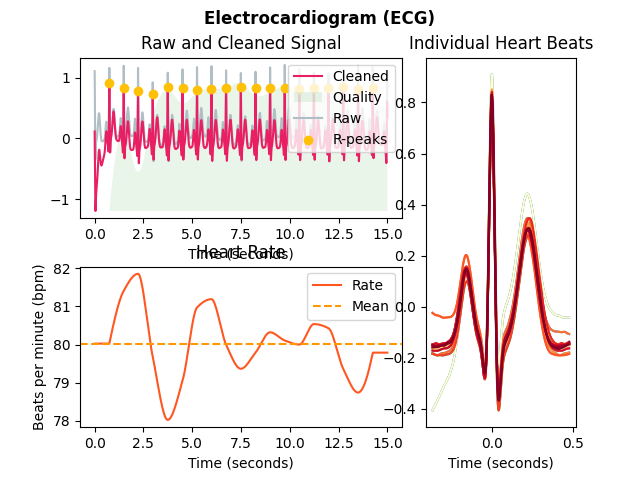 Electrocardiogram (ECG)
Raw and Cleaned Signal
1
0
−1
Cleaned
Quality
Raw
R-peaks
0.0 2.5 5.0 7.5 10.0 12.5 15.0
Time (seconds)
Heart Rate
Beats per minute (bpm)
82
81
80
79
78
Rate
Mean
0.0 2.5 5.0 7.5 10.0 12.5 15.0
Time (seconds)
Individual Heart Beats
0.8
0.6
0.4
0.2
0.0
−0.2
−0.4
0.0 0.5
Time (seconds)